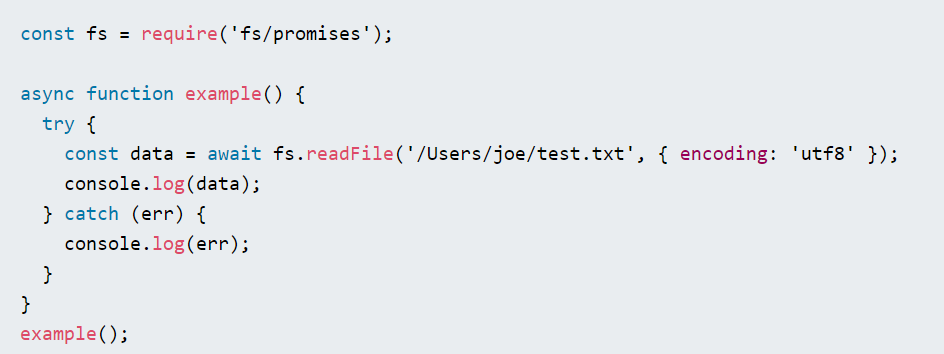 const fs = require('fs/promises');

async function example() {
  try {
    const data = await fs.readFile('/Users/joe/test.txt', { encoding: 'utf8' });
    console.log(data);
  } catch (err) {
    console.log(err);
  }
}
example();